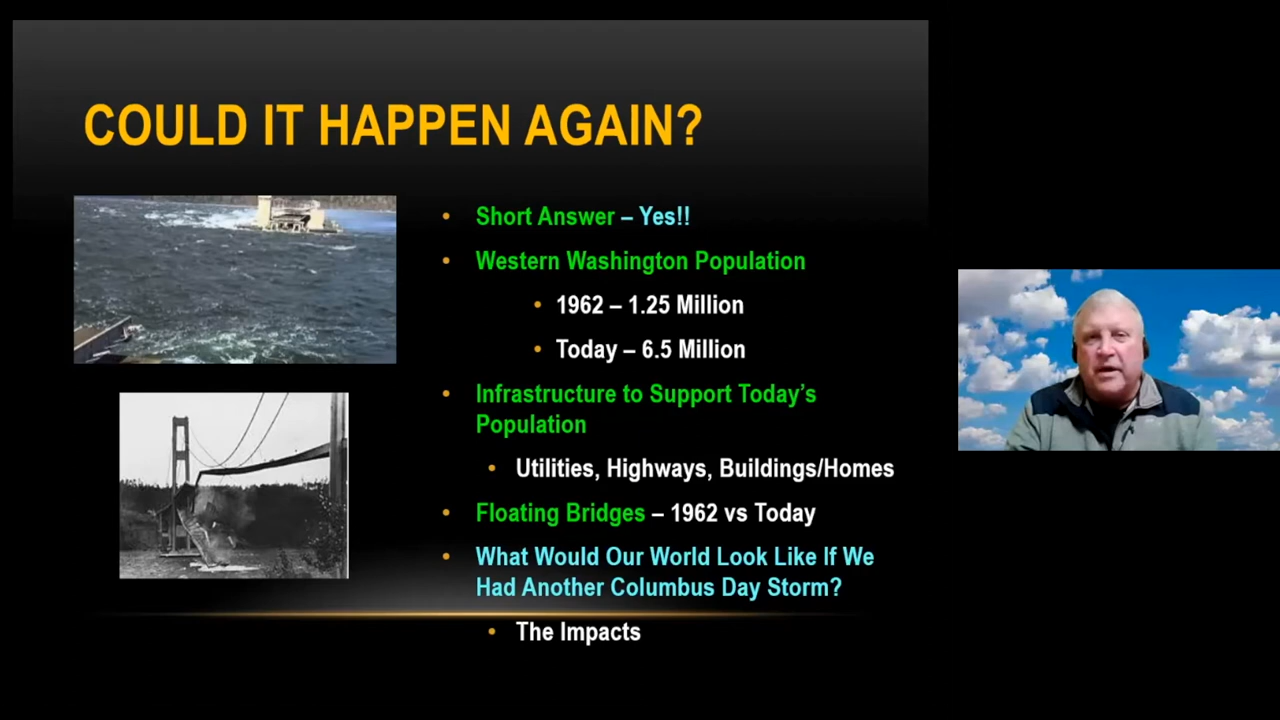 COULD IT HAPPEN AGAIN?
• Short Answer – Yes!!
• Western Washington Population
• 1962 – 1.25 Million
• Today – 6.5 Million
• Infrastructure to Support Today’s
Population
• Utilities, Highways, Buildings/Homes
• Floating Bridges – 1962 vs Today
• What Would Our World Look Like If We
Had Another Columbus Day Storm?
• The Impacts